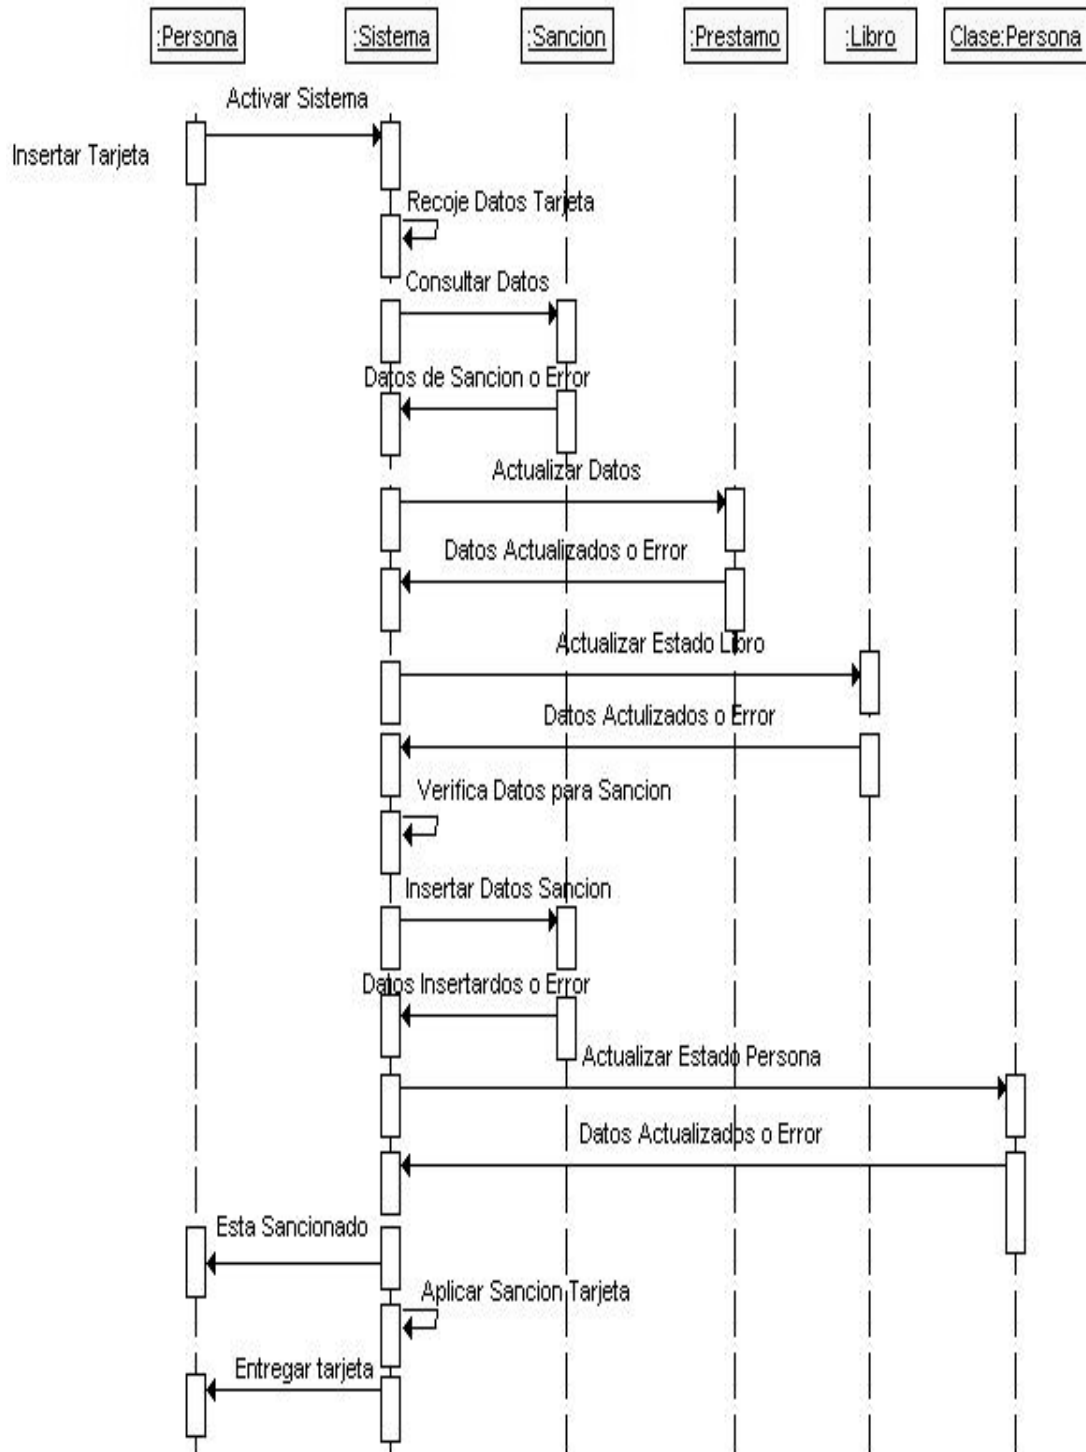 :Persona
:Sistema
:Sancion
:Prestamo
:Libro
Clase:Persona
Activar Sistema
Insertar Tarjeta
Recoje Datos Tarjeta
Consultar Datos
Datos de Sancion o Error
Actualizar Datos
Datos Actualizados o Error
Actualizar Estado Libro
Datos Actulizados o Error
Verifica Datos para Sancion
Insertar Datos Sancion
Datos Insertardos o Error
Actualizar Estado Persona
Datos Actualizados o Error
Esta Sancionado
Aplicar Sancion Tarjeta
Entregar tarjeta